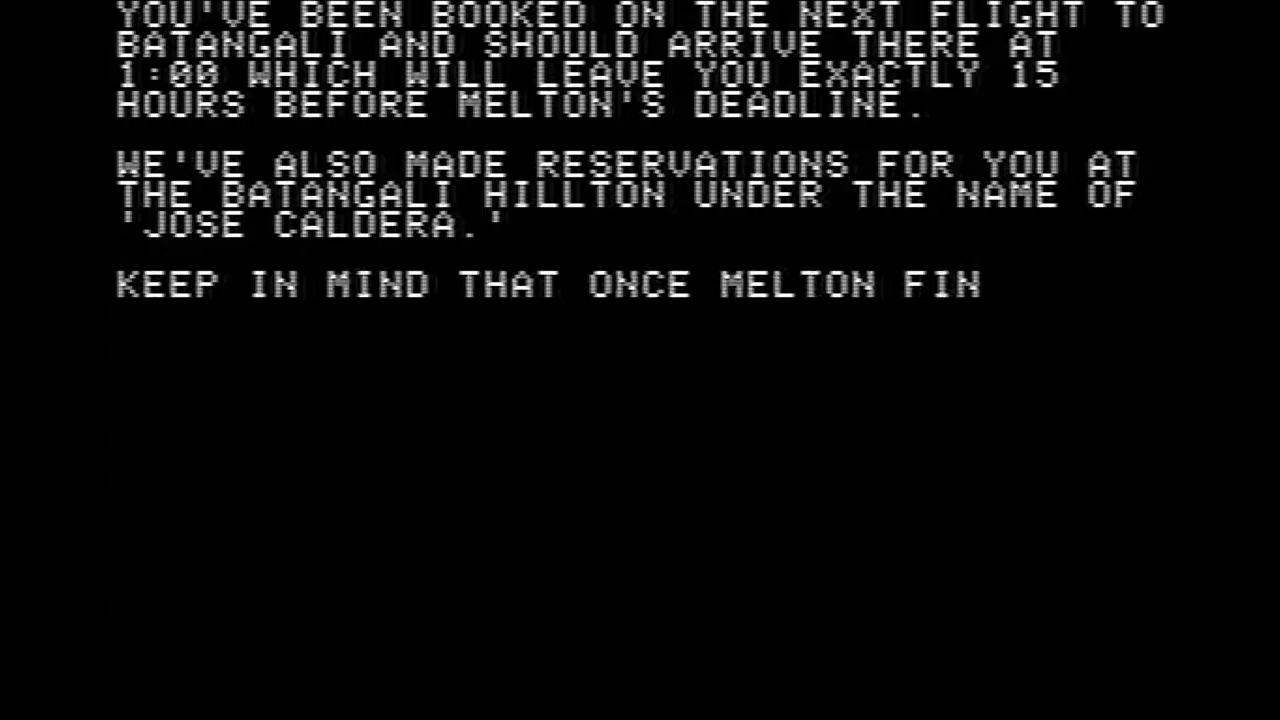 YOU'VE BEEN BOOKED ON THE NEXT FLIGHT TO
BATANGALI AND SHOULD ARRIVE THERE AT
1:00 WHICH WILL LEAVE YOU EXACTLY 15
HOURS BEFORE MELTON'S DEADLINE.
WE'VE ALSO MADE RESERVATIONS FOR YOU AT
THE BATANGALI HILLTON UNDER THE NAME OF
'JOSE CALDERA.'
KEEP IN MIND THAT ONCE MELTON FIN